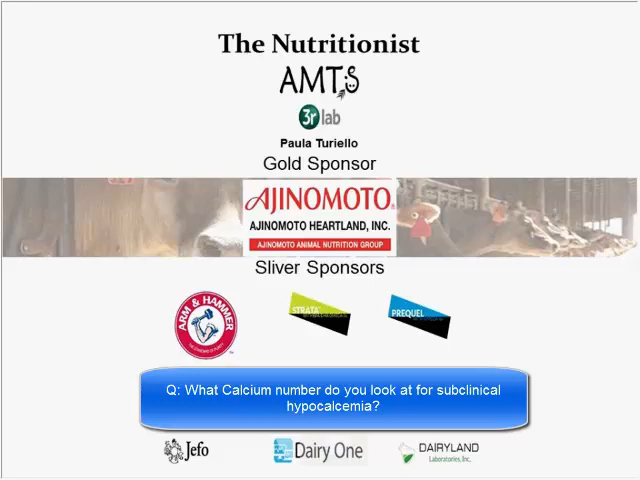 The Nutritionist
AMTS
3r lab
Paula Turiello
Gold Sponsor
AJINOMOTO
AJINOMOTO HEARTLAND, INC.
AJINOMOTO ANIMAL NUTRITION GROUP
Sliver Sponsors
ARM & HAMMER
STRATA
PREQUEL
Q: What Calcium number do you look at for subclinical
hypocalcemia?
Jefo
Dairy One
DAIRYLAND
Laboratories, Inc.